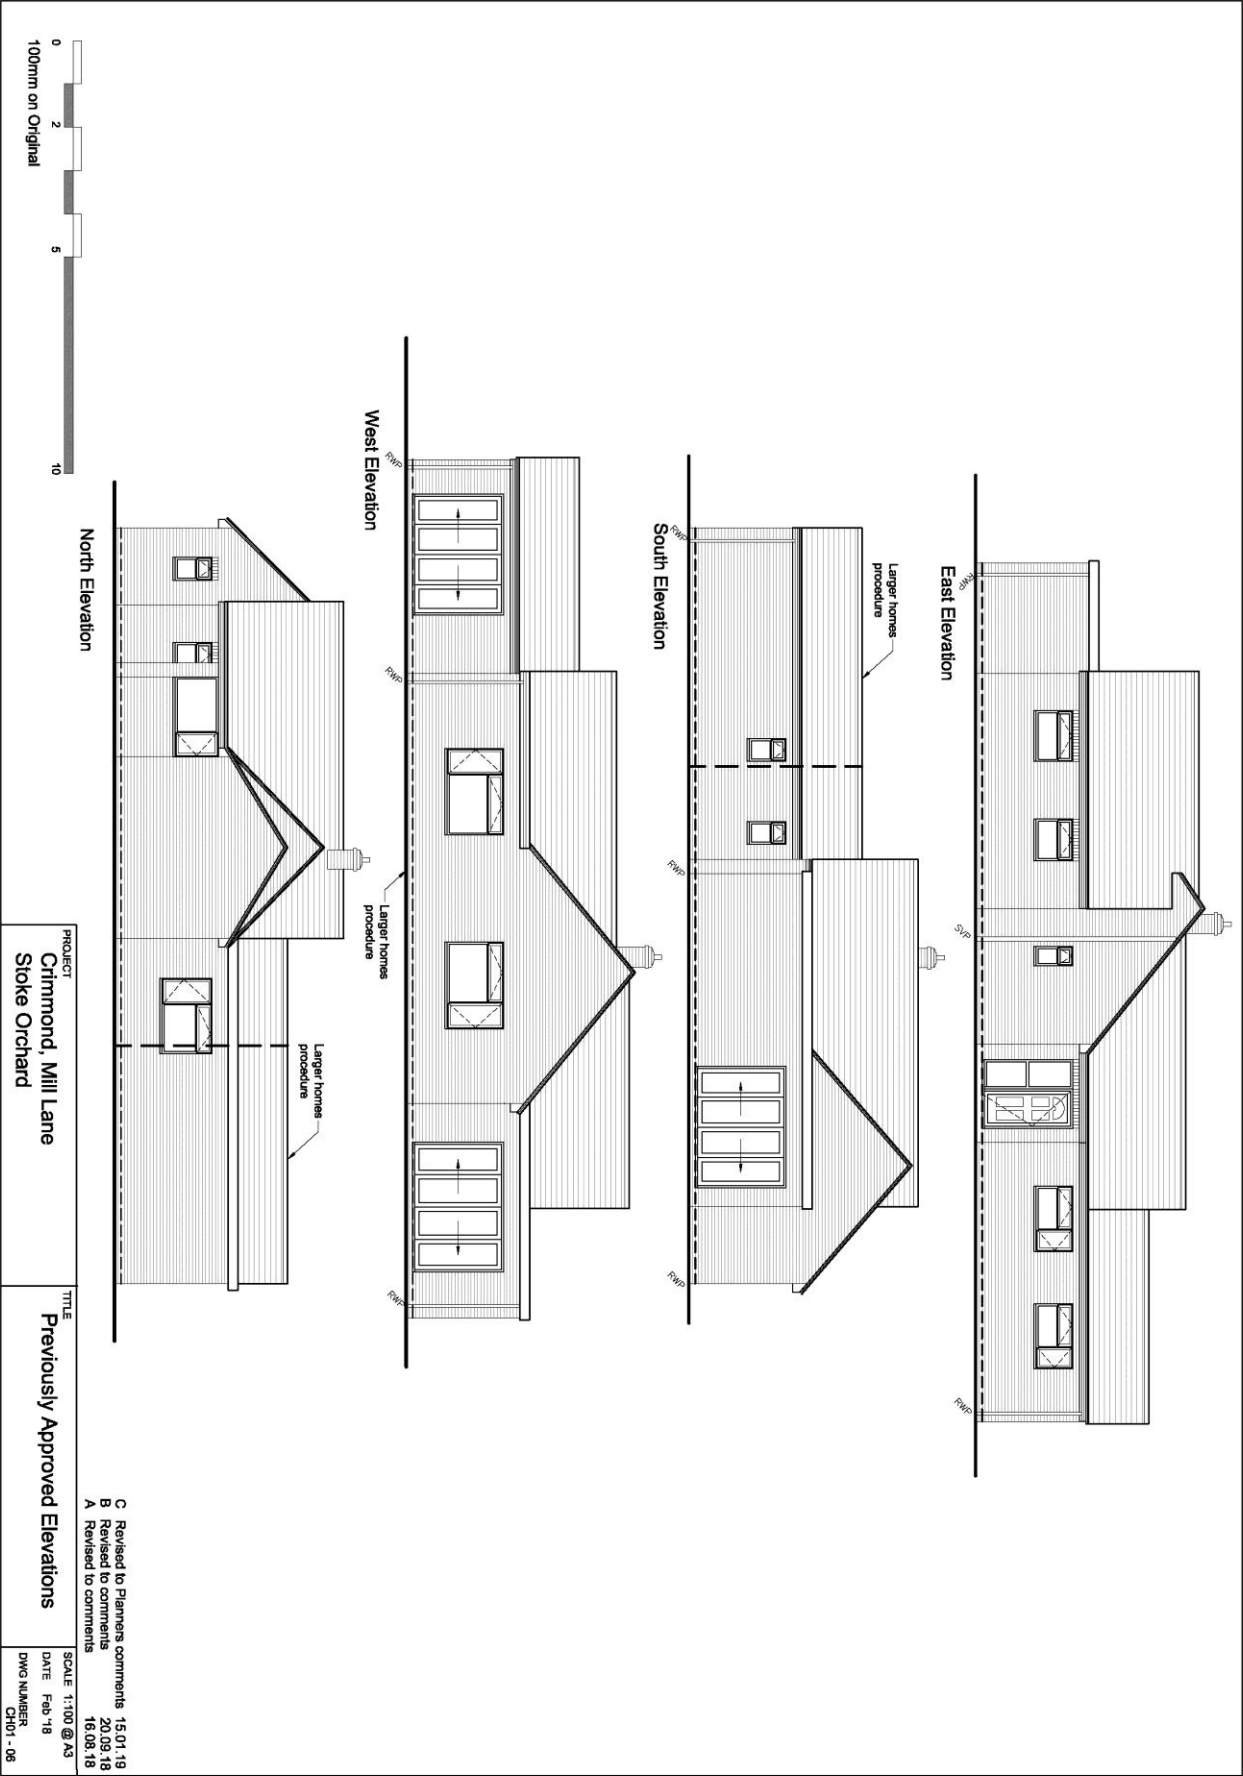 RWP
SVP
RWP
East Elevation
Larger homes
procedure
RWP
RWP
RWP
South Elevation
RWP
RWP
Larger homes
procedure
RWP
West Elevation
Larger homes
procedure
North Elevation
0 2 5 10
100mm on Original
C Revised to Planners comments 15.01.19
B Revised to comments 20.09.18
A Revised to comments 16.08.18
PROJECT
Crimmond, Mill Lane
Stoke Orchard
TITLE
Previously Approved Elevations
SCALE 1:100 @ A3
DATE Feb '18
DWG NUMBER
CH01 - 06